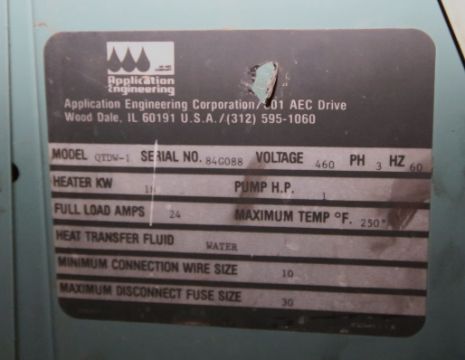 Application
Engineering
Application Engineering Corporation/ 01 AEC Drive
Wood Dale, IL 60191 U.S.A./(312) 595-1060
MODEL QTDW-1 SERIAL NO. 84G088 VOLTAGE 460 PH 3 HZ 60
HEATER KW PUMP H.P. 1
FULL LOAD AMPS 24 MAXIMUM TEMP °F. 250°
HEAT TRANSFER FLUID WATER
MINIMUM CONNECTION WIRE SIZE 10
MAXIMUM DISCONNECT FUSE SIZE 30